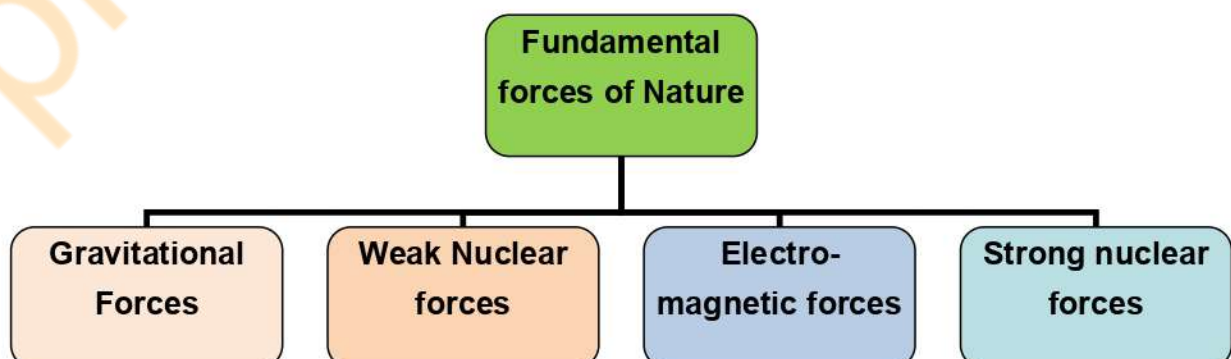 Fundamental
forces of Nature
Gravitational
Forces
Weak Nuclear
forces
Electro-
magnetic forces
Strong nuclear
forces